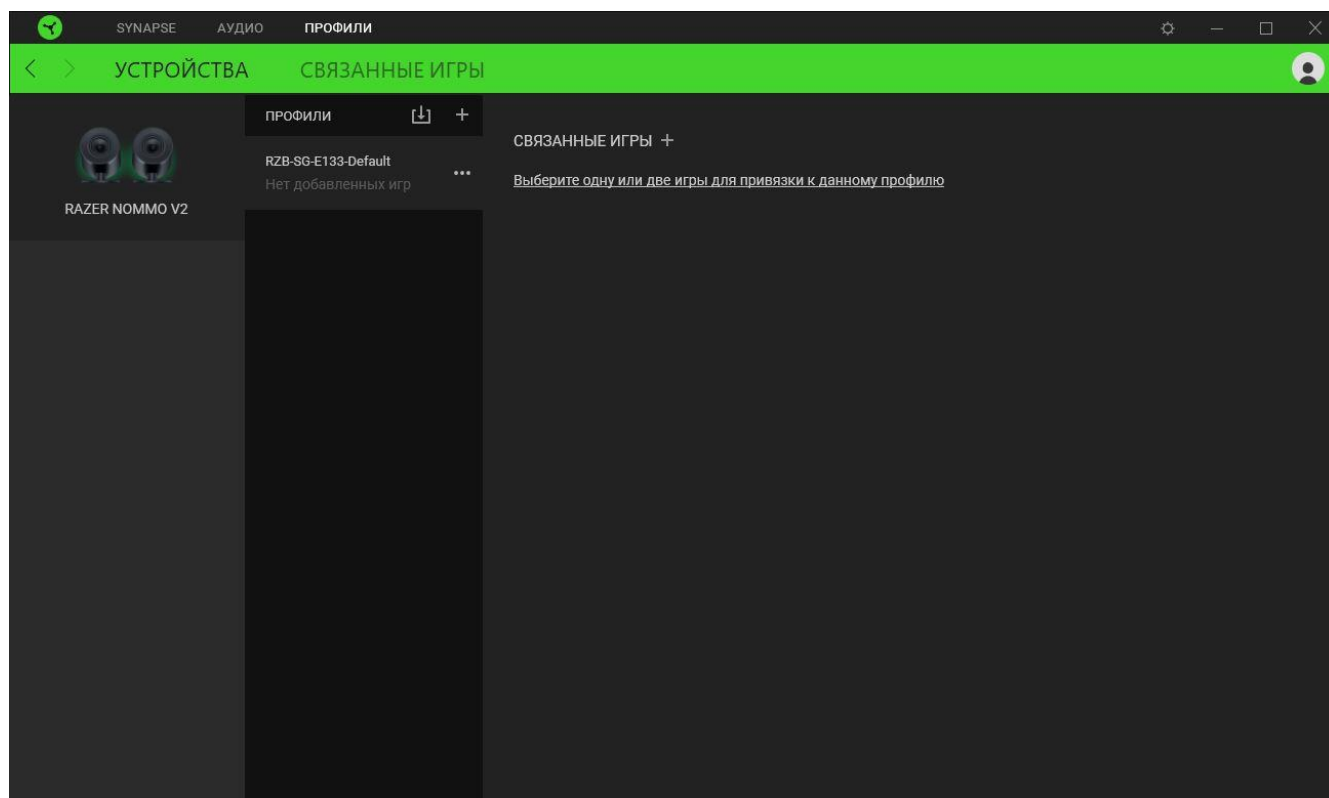 SYNAPSE АУДИО ПРОФИЛИ
УСТРОЙСТВА СВЯЗАННЫЕ ИГРЫ
RAZER NOMMO V2
ПРОФИЛИ
RZB-SG-E133-Default
Нет добавленных игр
СВЯЗАННЫЕ ИГРЫ
Выберите одну или две игры для привязки к данному профилю